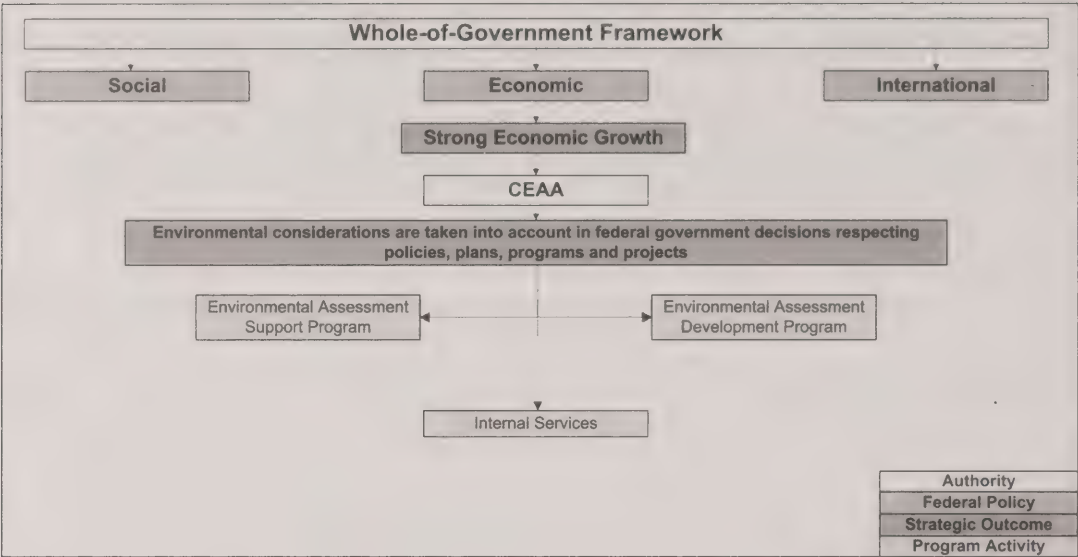 Whole-of-Government Framework
Social
Economic
International
Strong Economic Growth
CEAA
Environmental considerations are taken into account in federal government decisions respecting
policies, plans, programs and projects
Environmental Assessment
Support Program
Environmental Assessment
Development Program
Internal Services
Authority
Federal Policy
Strategic Outcome
Program Activity